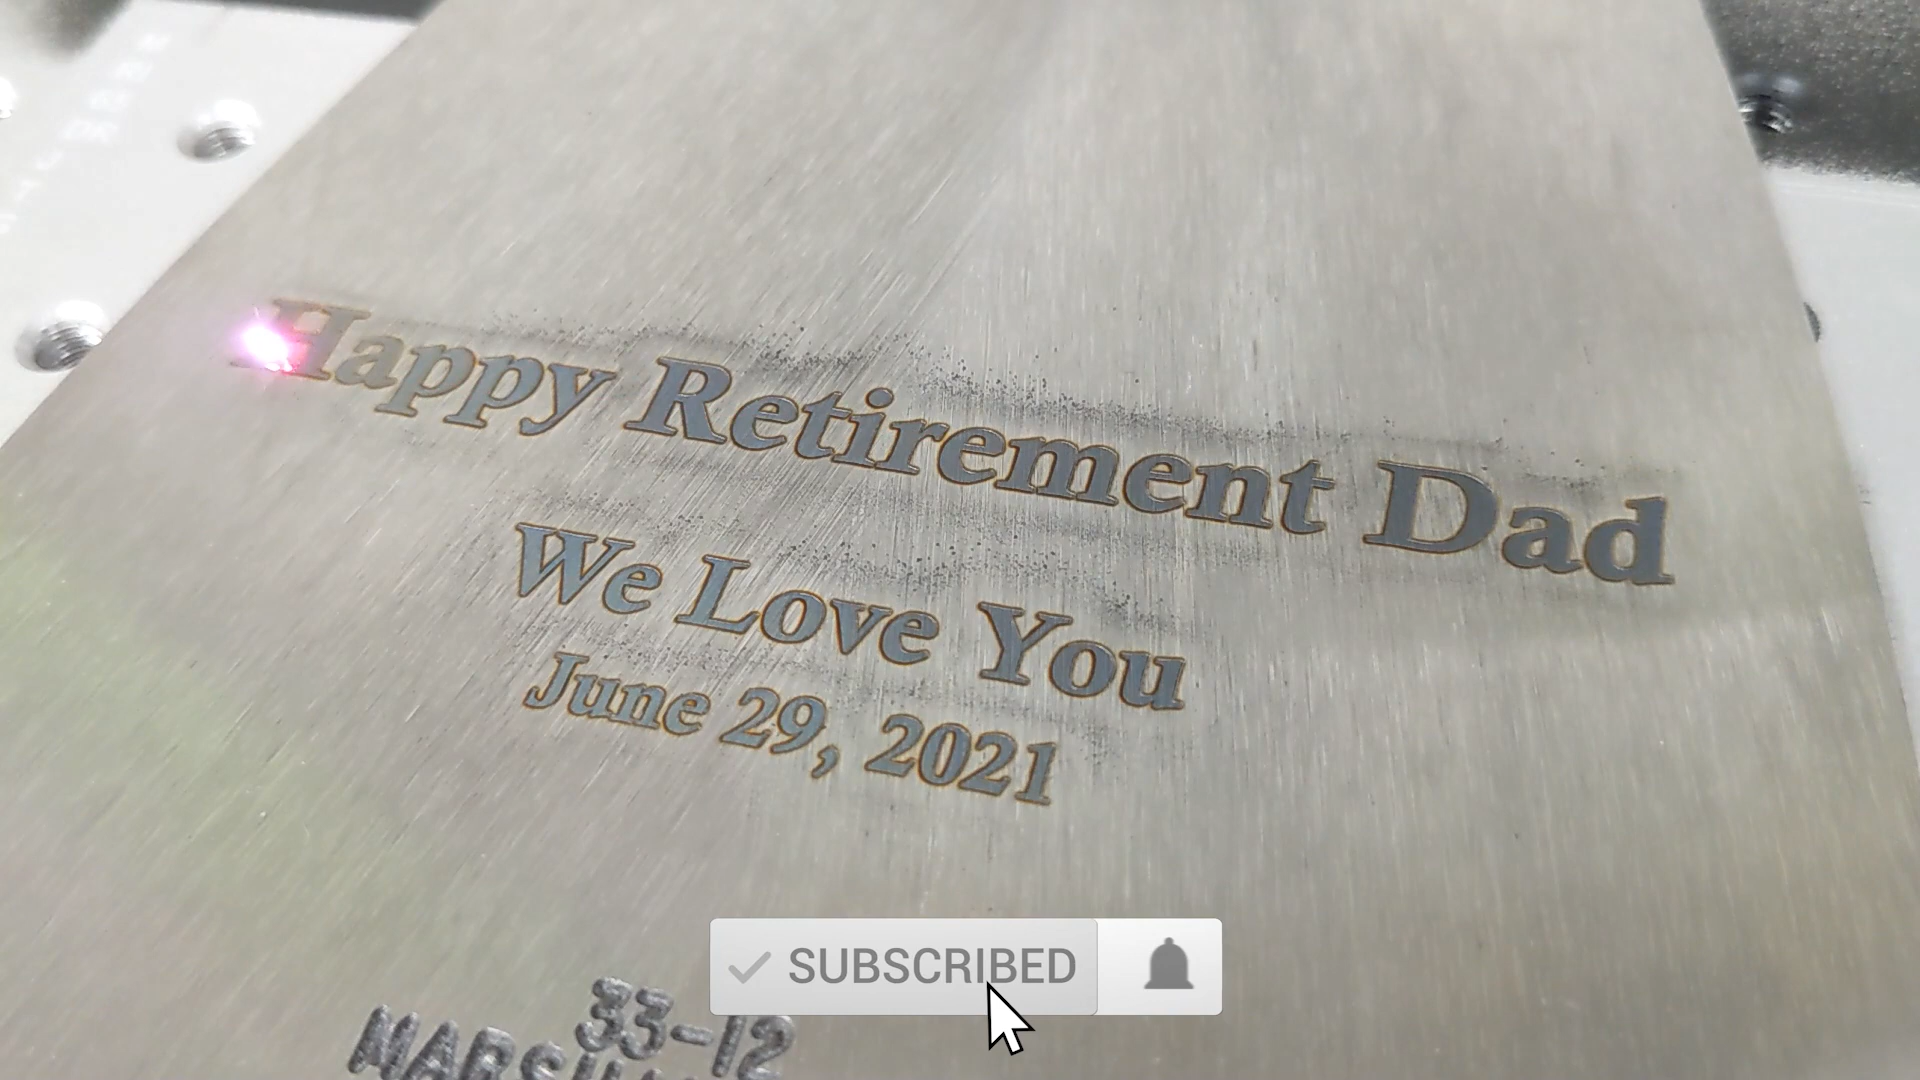 Happy Retirement Dad
We Love You
June 29, 2021
SUBSCRIBED
33-12